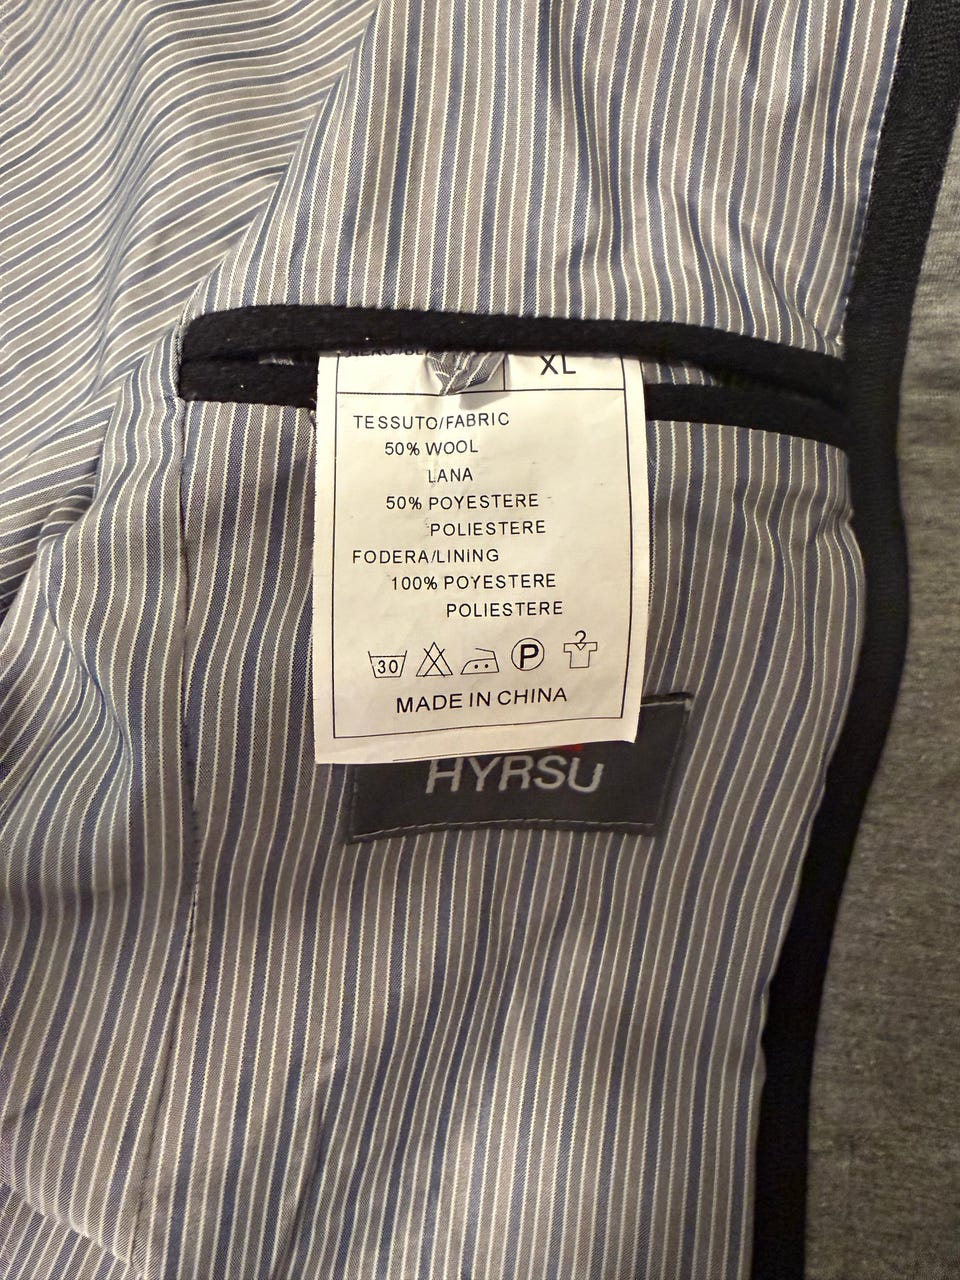 XL
TESSUTO/FABRIC
50% WOOL
LANA
50% POYESTERE
POLIESTERE
FODERA/LINING
100% POYESTERE
POLIESTERE
30 P
MADE IN CHINA
HYRSU